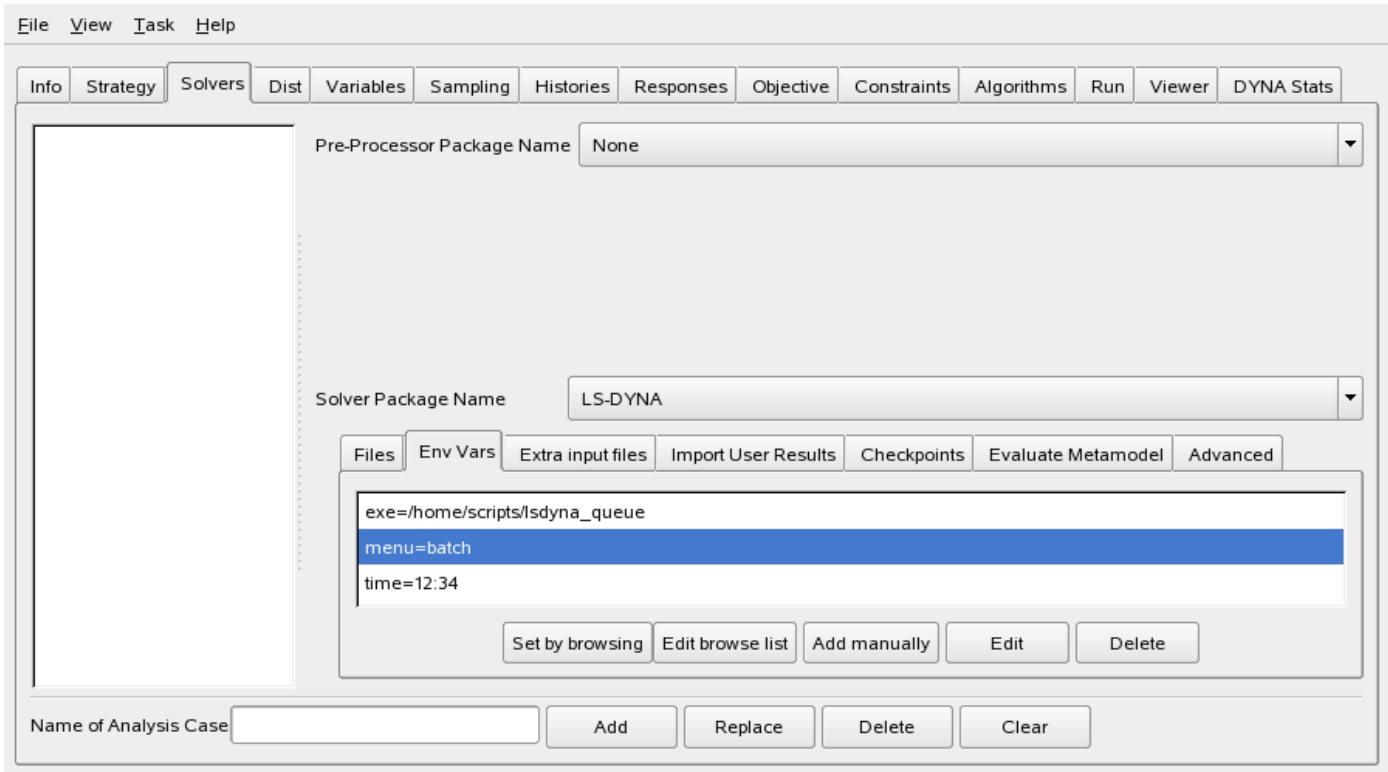 File View Task Help
Info Strategy Solvers Dist Variables Sampling Histories Responses Objective Constraints Algorithms Run Viewer DYNA Stats
Pre-Processor Package Name None
Solver Package Name LS-DYNA
Files Env Vars Extra input files Import User Results Checkpoints Evaluate Metamodel Advanced
exe=/home/scripts/lsdyna_queue
menu=batch
time=12:34
Set by browsing Edit browse list Add manually Edit Delete
Name of Analysis Case Add Replace Delete Clear